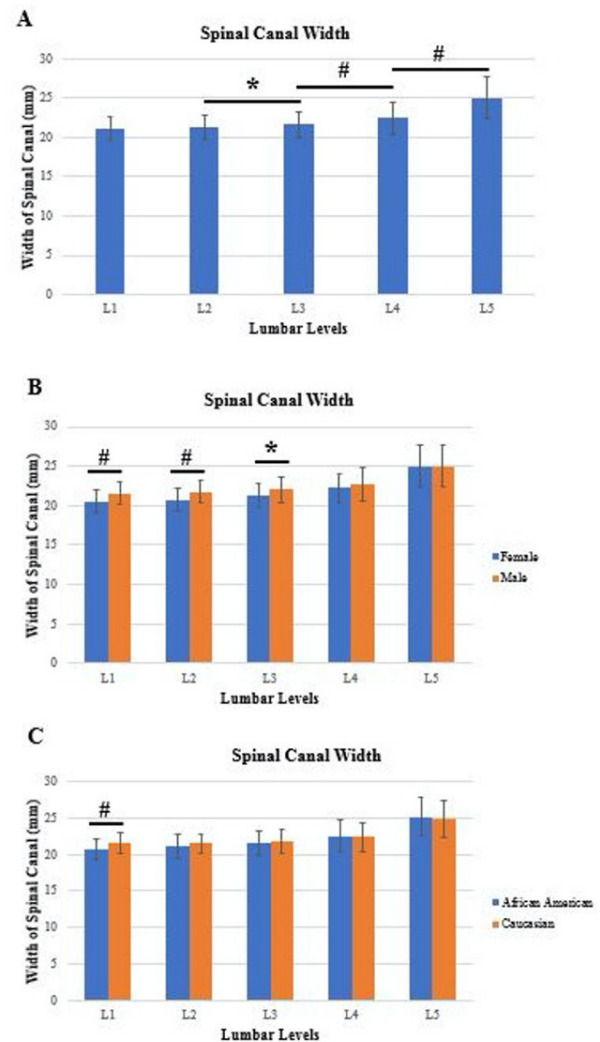 A
Spinal Canal Width
Width of Spinal Canal (mm)
30
25
20
15
10
5
0
*
#
#
L1 L2 L3 L4 L5
Lumbar Levels
B
Spinal Canal Width
Width of Spinal Canal (mm)
30
25
20
15
10
5
0
# # *
L1 L2 L3 L4 L5
Lumbar Levels
Female
Male
C
Spinal Canal Width
Width of Spinal Canal (mm)
30
25
20
15
10
5
0
#
L1 L2 L3 L4 L5
Lumbar Levels
African American
Caucasian